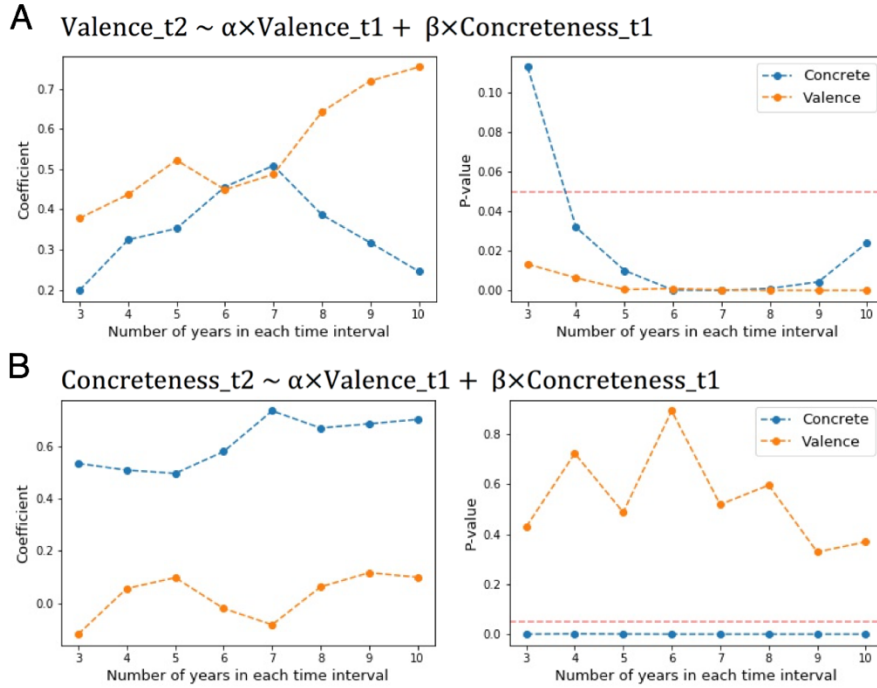 A
Valence_t2 ~ α×Valence_t1 + β×Concreteness_t1
Coefficient
0.7
0.6
0.5
0.4
0.3
0.2
3 4 5 6 7 8 9 10
Number of years in each time interval
P-value
0.10
0.08
0.06
0.04
0.02
0.00
Concrete
Valence
3 4 5 6 7 8 9 10
Number of years in each time interval
B
Concreteness_t2 ~ α×Valence_t1 + β×Concreteness_t1
Coefficient
0.6
0.4
0.2
0.0
3 4 5 6 7 8 9 10
Number of years in each time interval
P-value
0.8
0.6
0.4
0.2
0.0
Concrete
Valence
3 4 5 6 7 8 9 10
Number of years in each time interval